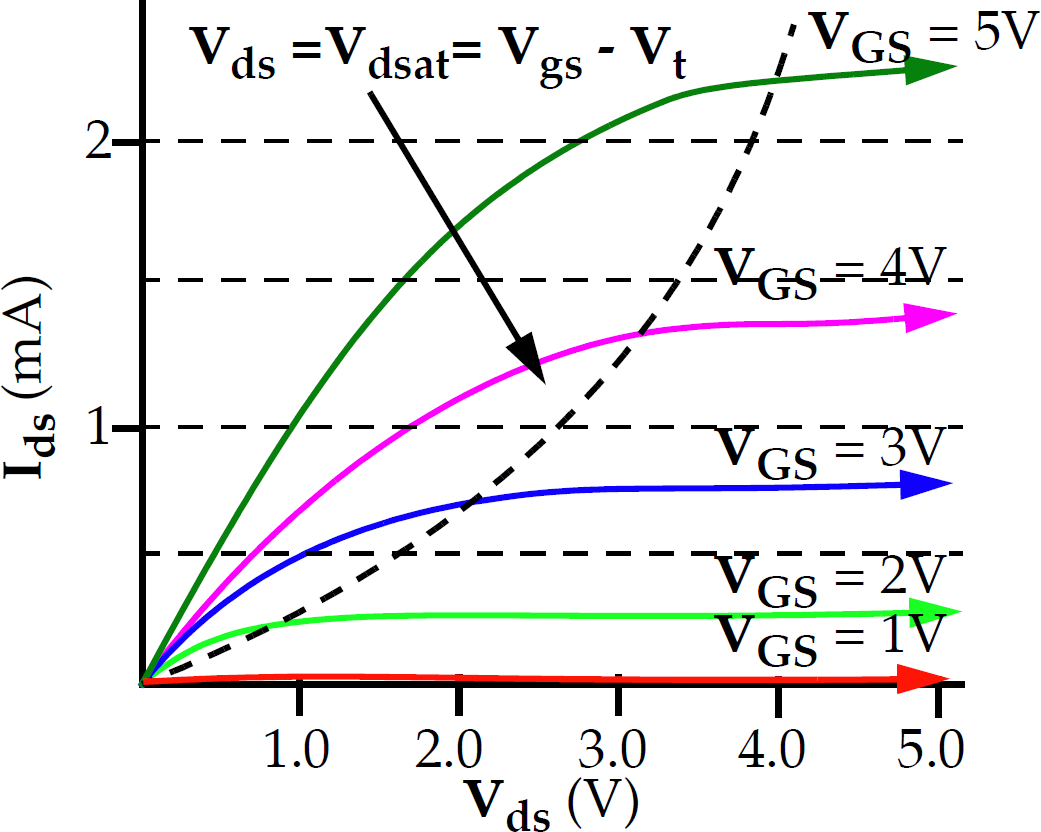 Vds =Vdsat= Vgs - Vt
VGS = 5V
2
VGS = 4V
Ids (mA)
1
VGS = 3V
VGS = 2V
VGS = 1V
1.0 2.0 3.0 4.0 5.0
Vds (V)